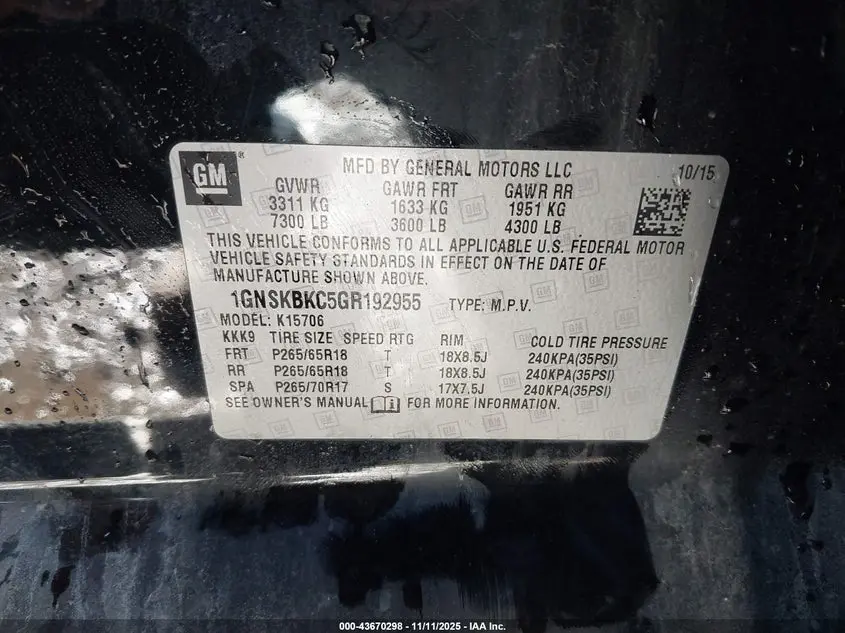 GM
MFD BY GENERAL MOTORS LLC 10/15
GVWR GAWR FRT GAWR RR
3311 KG 1633 KG 1951 KG
7300 LB 3600 LB 4300 LB
THIS VEHICLE CONFORMS TO ALL APPLICABLE U.S. FEDERAL MOTOR
VEHICLE SAFETY STANDARDS IN EFFECT ON THE DATE OF
MANUFACTURE SHOWN ABOVE.
1GNSKBKC5GR192955 TYPE: M.P.V.
MODEL: K15706
KKK9 TIRE SIZE SPEED RTG RIM COLD TIRE PRESSURE
FRT P265/65R18 T 18X8.5J 240KPA(35PSI)
RR P265/65R18 T 18X8.5J 240KPA(35PSI)
SPA P265/70R17 S 17X7.5J 240KPA(35PSI)
SEE OWNER'S MANUAL FOR MORE INFORMATION.
000-43670298 - 11/11/2025 - IAA Inc.